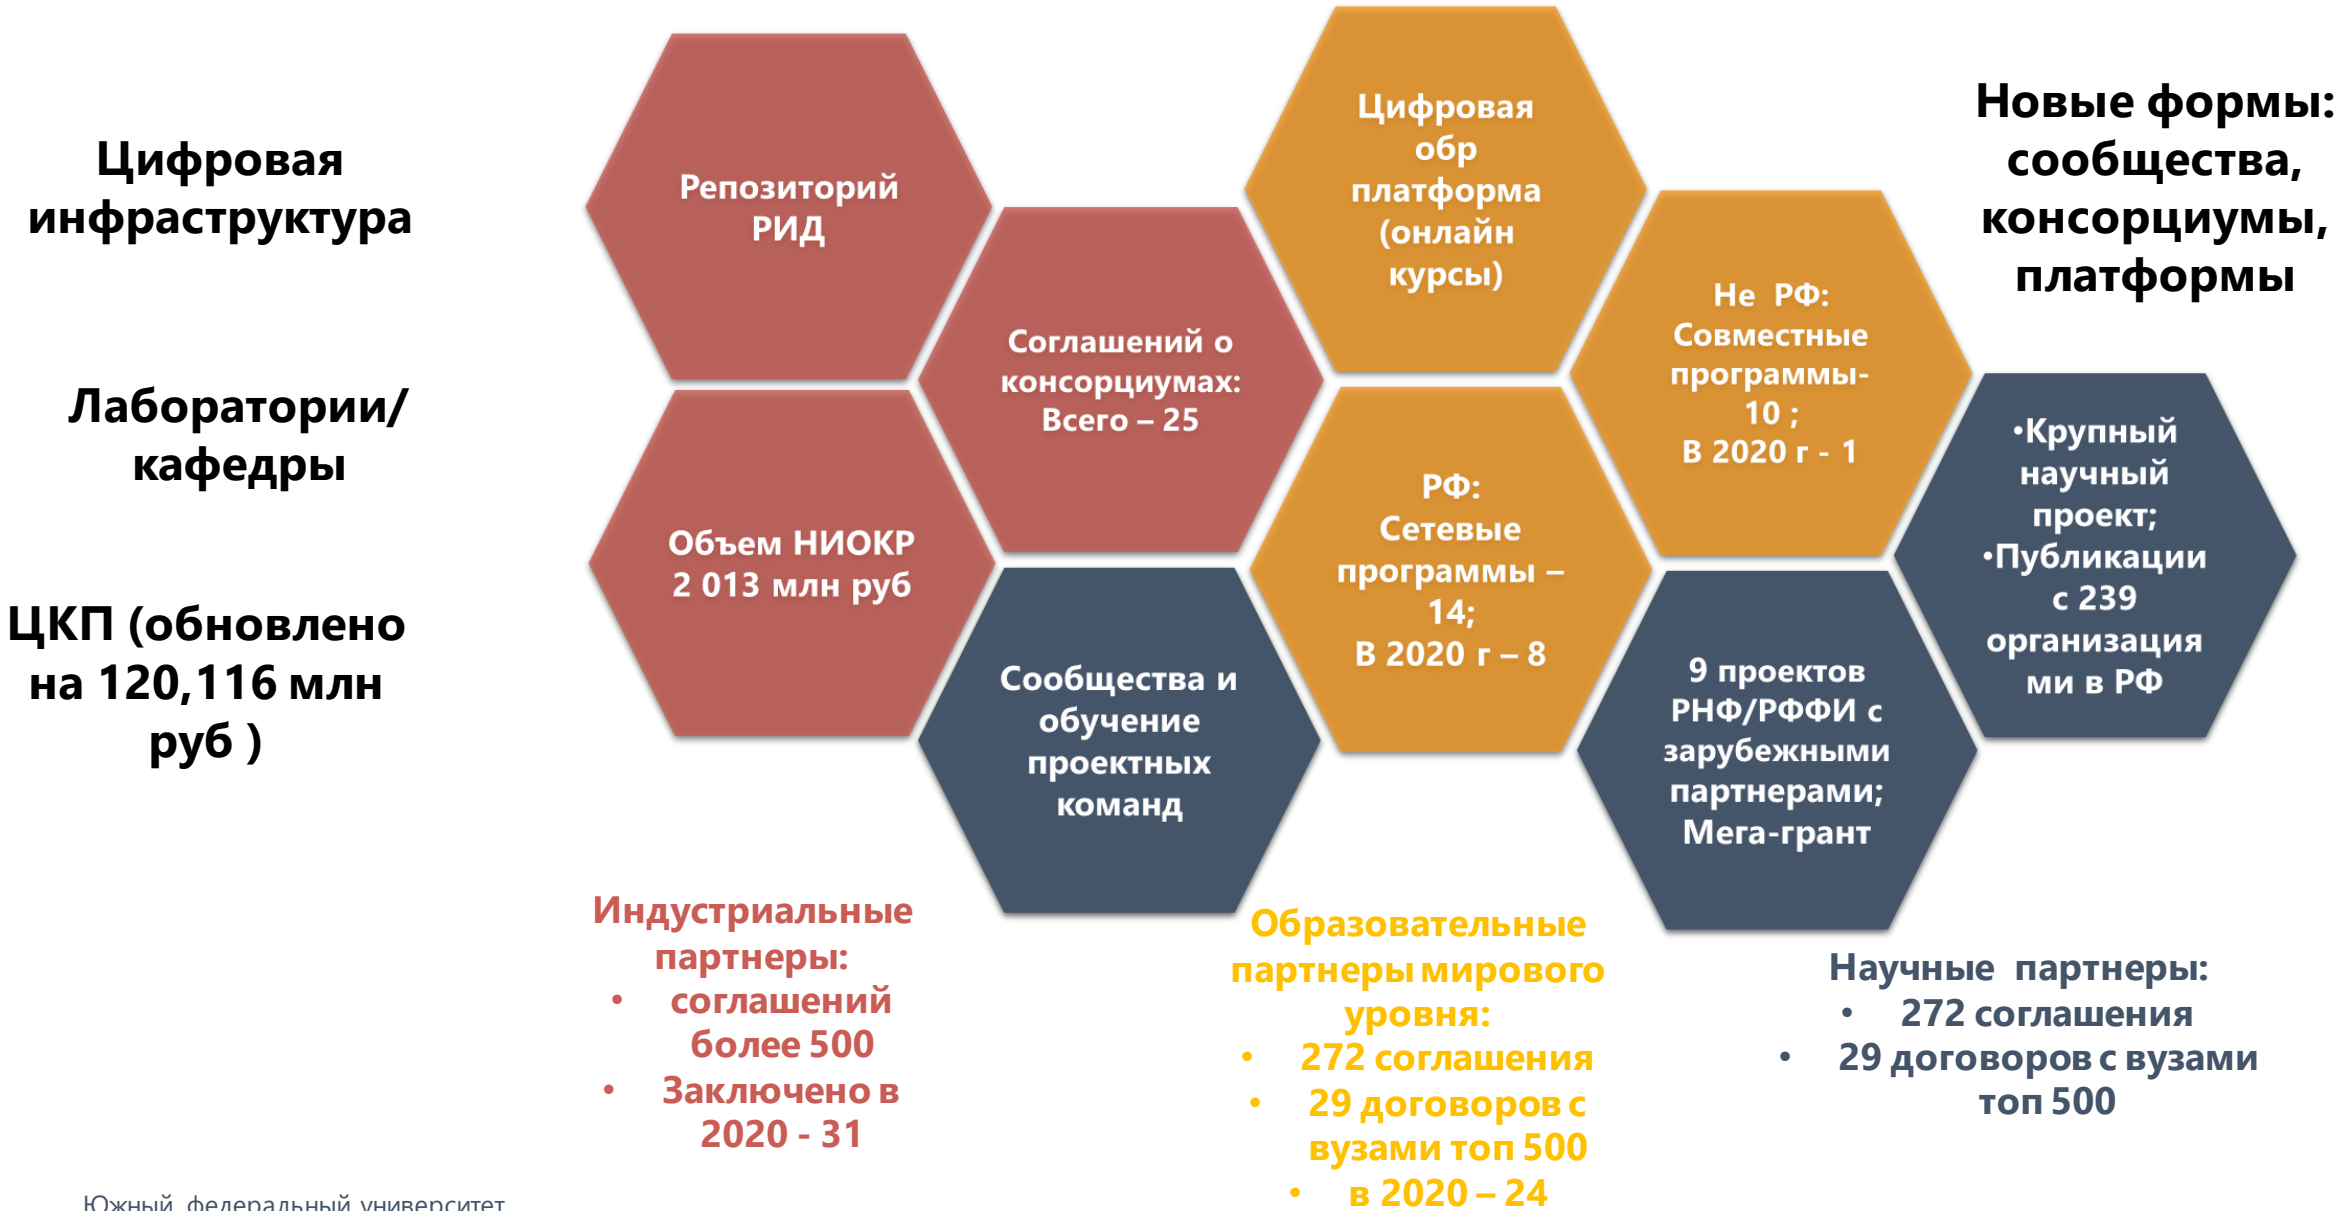 Цифровая
инфраструктура
Лаборатории/
кафедры
ЦКП (обновлено
на 120,116 млн
руб )
Репозиторий
РИД
Соглашений о
консорциумах:
Всего – 25
Объем НИОКР
2 013 млн руб
Сообщества и
обучение
проектных
команд
Цифровая
обр
платформа
(онлайн
курсы)
РФ:
Сетевые
программы –
14;
В 2020 г – 8
Не РФ:
Совместные
программы-
10 ;
В 2020 г - 1
9 проектов
РНФ/РФФИ с
зарубежными
партнерами;
Мега-грант
•Крупный
научный
проект;
•Публикации
с 239
организация
ми в РФ
Новые формы:
сообщества,
консорциумы,
платформы
Индустриальные
партнеры:
• соглашений
более 500
• Заключено в
2020 - 31
Образовательные
партнеры мирового
уровня:
• 272 соглашения
• 29 договоров с
вузами топ 500
• в 2020 – 24
Научные партнеры:
• 272 соглашения
• 29 договоров с вузами
топ 500
Южный федеральный университет